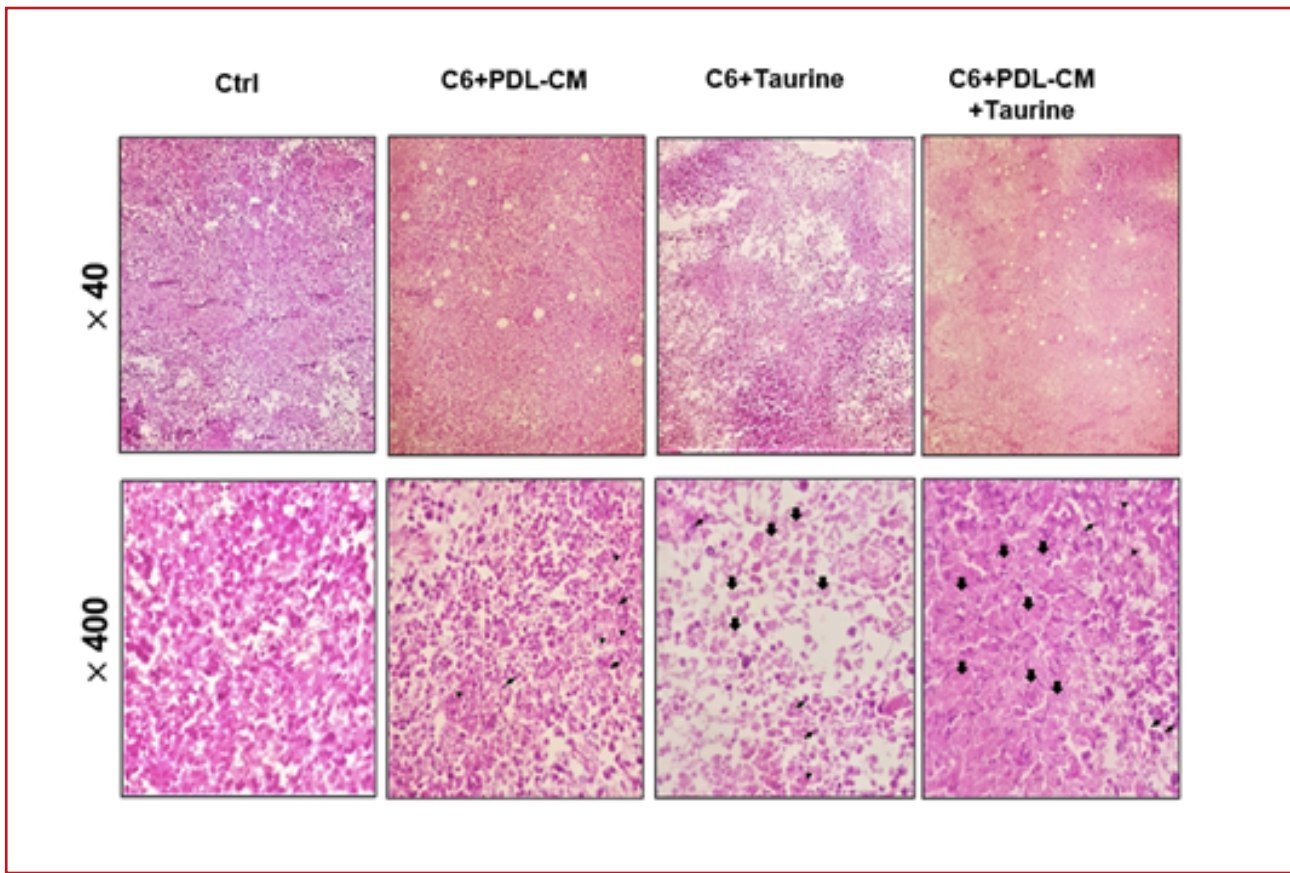 Ctrl
C6+PDL-CM
C6+Taurine
C6+PDL-CM
+Taurine
× 40
× 400